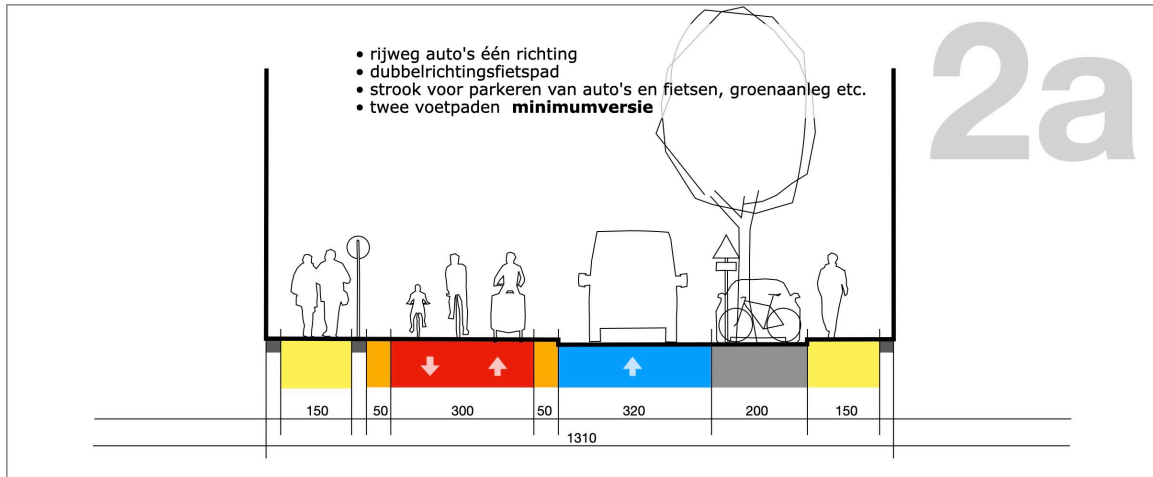 2a
• rijweg auto's één richting
• dubbelrichtingsfietspad
• strook voor parkeren van auto's en fietsen, groenaanleg etc.
• twee voetpaden minimumversie
150 50 300 50 320 200 150
1310